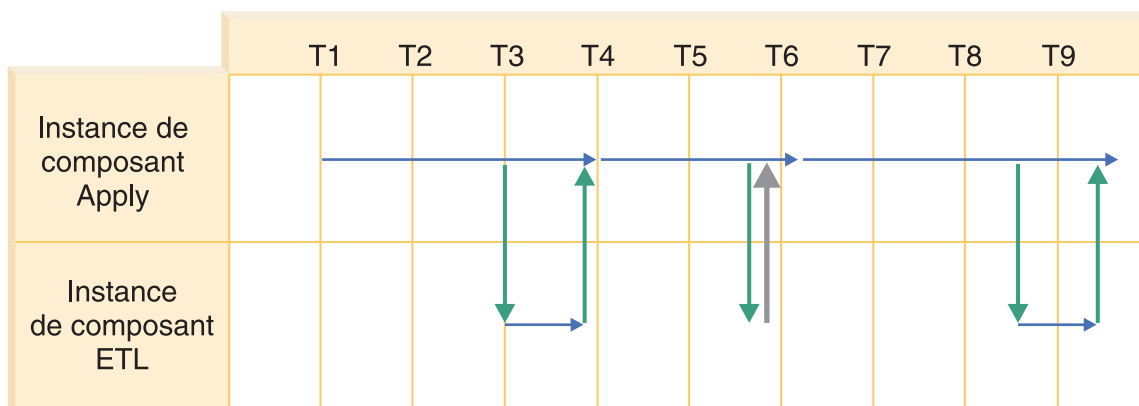 T1 T2 T3 T4 T5 T6 T7 T8 T9
Instance de
composant
Apply
Instance
de composant
ETL